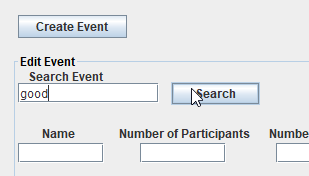 Create Event
Edit Event
Search Event
good Search
Name Number of Participants Numbe